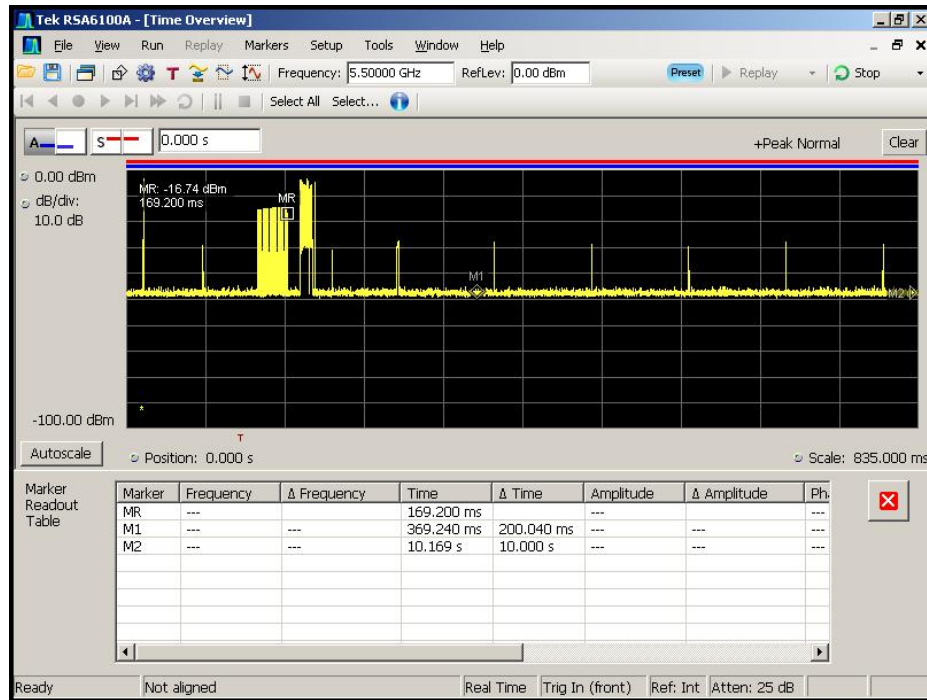 Tek RSA6100A - [Time Overview]
File View Run Replay Markers Setup Tools Window Help
T Frequency: 5.50000 GHz RefLev: 0.00 dBm Preset Replay Stop
Select All Select...
A S 0.000 s +Peak Normal Clear
0.00 dBm
dB/div:
10.0 dB
MR: -16.74 dBm
169.200 ms
MR
M1
M2
-100.00 dBm
T
Autoscale Position: 0.000 s Scale: 835.000 ms
Marker Readout Table
Marker Frequency Δ Frequency Time Δ Time Amplitude Δ Amplitude Ph
MR --- 169.200 ms --- ---
M1 --- --- 369.240 ms 200.040 ms --- --- ---
M2 --- --- 10.169 s 10.000 s --- --- ---
Ready Not aligned Real Time Trig In (front) Ref: Int Atten: 25 dB